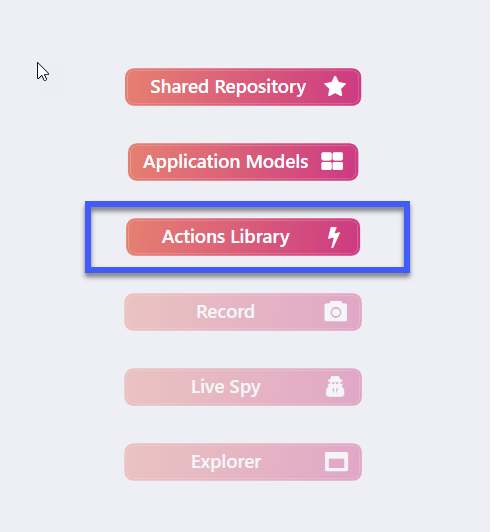 Shared Repository
Application Models
Actions Library
Record
Live Spy
Explorer